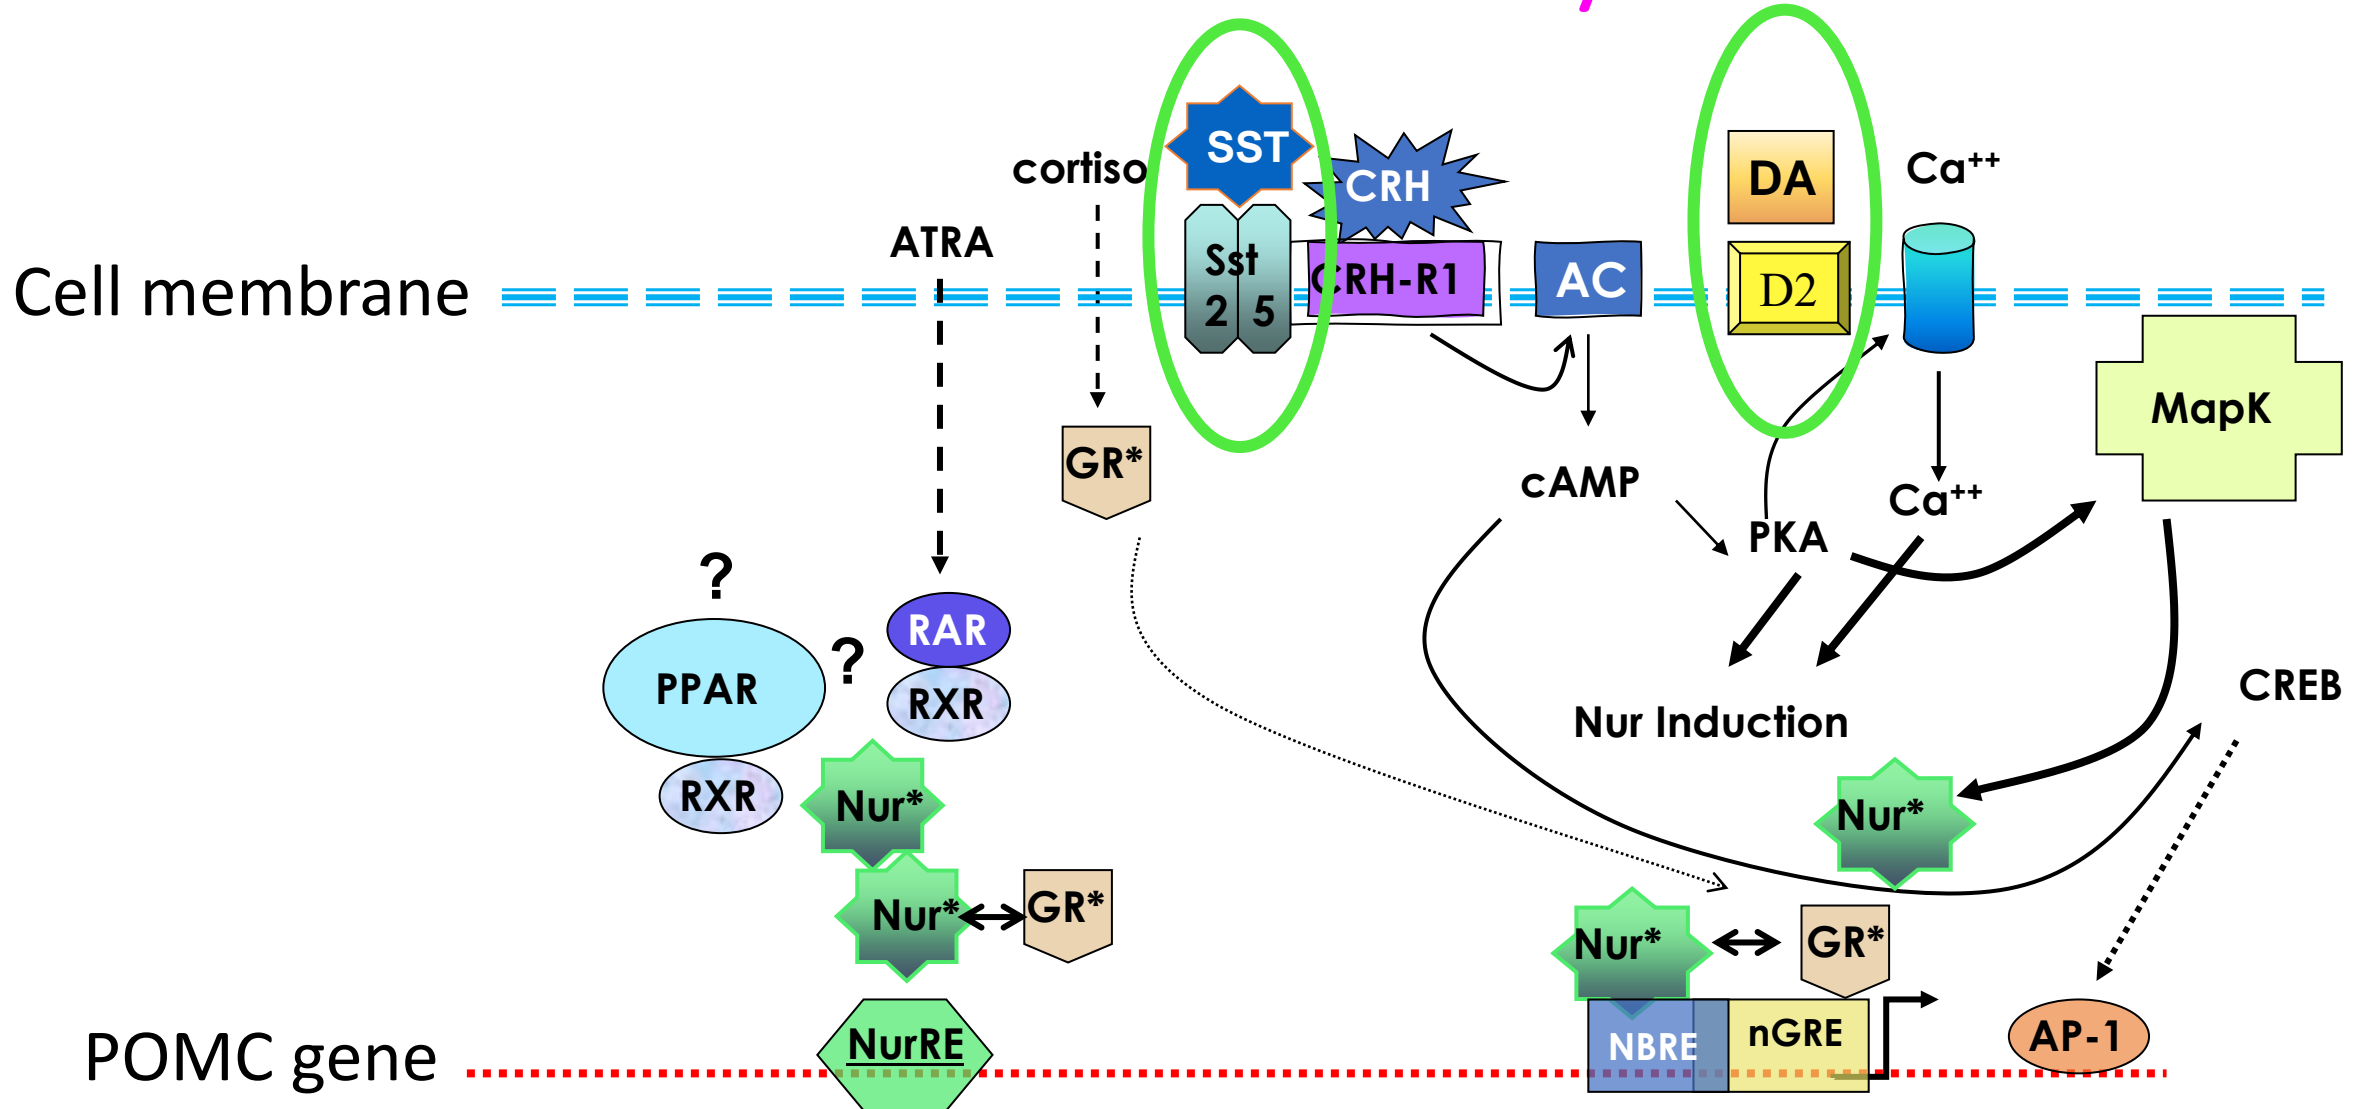 SST
cortiso
CRH
DA
Ca++
ATRA
Sst
2 5
CRH-R1
AC
D2
Cell membrane
MapK
GR*
cAMP
Ca++
PKA
?
RAR
?
PPAR
RXR
CREB
Nur Induction
RXR
Nur*
Nur*
Nur*
GR*
Nur*
GR*
NurRE
NBRE
nGRE
AP-1
POMC gene